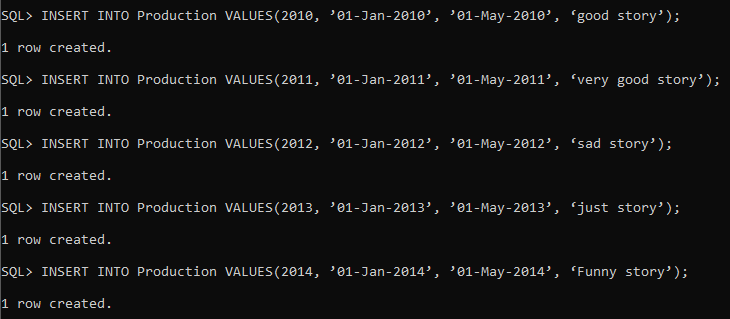 SQL> INSERT INTO Production VALUES(2010, ’01-Jan-2010’, ’01-May-2010’, ‘good story’);
1 row created.
SQL> INSERT INTO Production VALUES(2011, ’01-Jan-2011’, ’01-May-2011’, ‘very good story’);
1 row created.
SQL> INSERT INTO Production VALUES(2012, ’01-Jan-2012’, ’01-May-2012’, ‘sad story’);
1 row created.
SQL> INSERT INTO Production VALUES(2013, ’01-Jan-2013’, ’01-May-2013’, ‘just story’);
1 row created.
SQL> INSERT INTO Production VALUES(2014, ’01-Jan-2014’, ’01-May-2014’, ‘Funny story’);
1 row created.